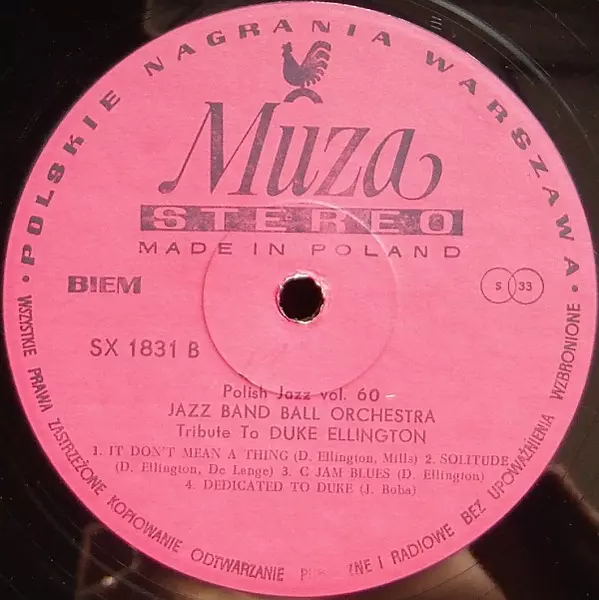 • POLSKIE NAGRANIA WARSZAWA •
Muza
STEREO
MADE IN POLAND
BIEM
S 33
SX 1831 B
Polish Jazz vol. 60
JAZZ BAND BALL ORCHESTRA
Tribute To DUKE ELLINGTON
1. IT DON'T MEAN A THING (D. Ellington, Mills) 2. SOLITUDE
(D. Ellington, De Lange) 3. C JAM BLUES (D. Ellington)
4. DEDICATED TO DUKE (J. Boba)
WSZYSTKIE PRAWA ZASTRZEŻONE KOPIOWANIE ODTWARZANIE I RADIOWE BEZ UPOWAŻNIENIA WZBRONIONE